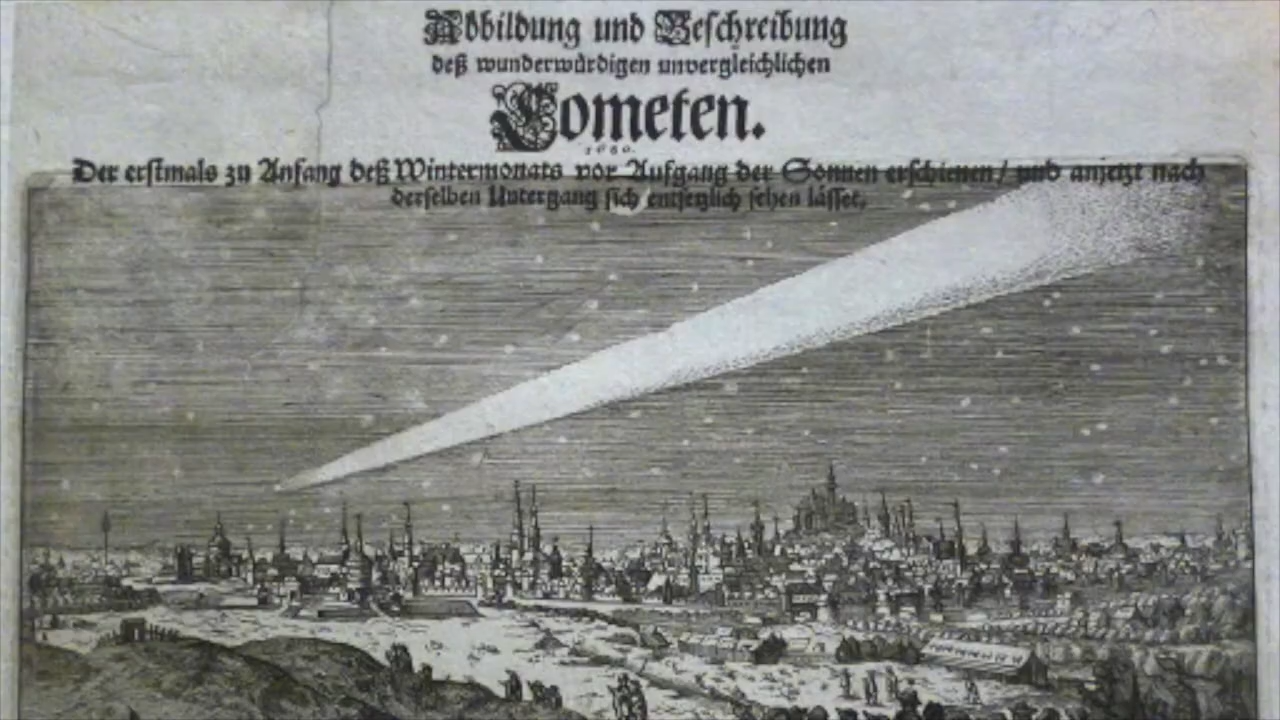 Abbildung und Beſchreibung
deß wunderwürdigen unvergleichlichen
Cometen.
1680.
Der erſtmals zu Anfang deß Wintermonats vor Aufgang der Sonnen erſchienen / und anjetzt nach
derſelben Untergang ſich entſetzlich ſehen läſſet,